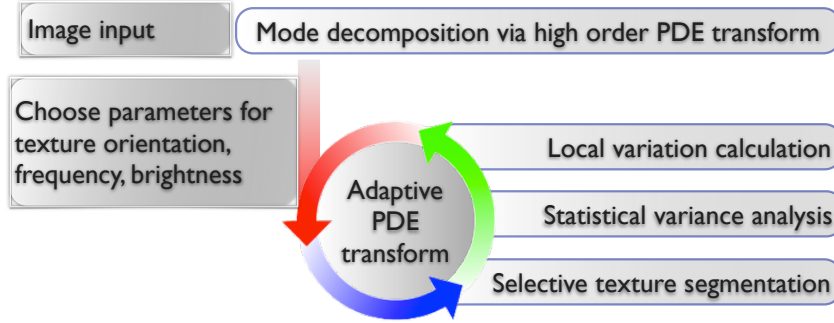 Image input
Mode decomposition via high order PDE transform
Choose parameters for
texture orientation,
frequency, brightness
Adaptive
PDE
transform
Local variation calculation
Statistical variance analysis
Selective texture segmentation